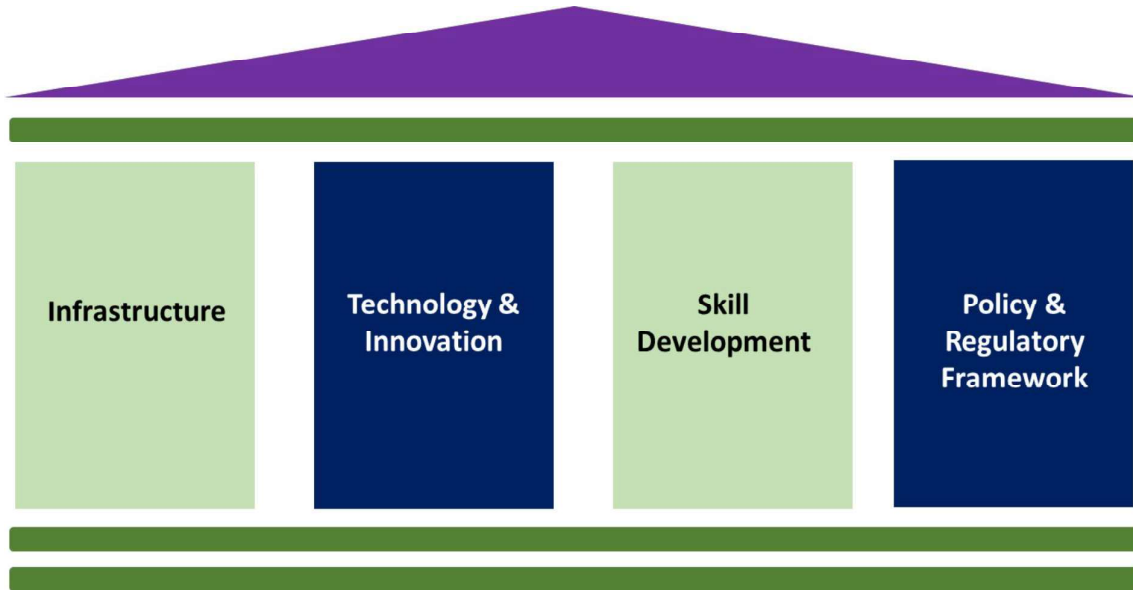 Infrastructure
Technology &
Innovation
Skill
Development
Policy &
Regulatory
Framework